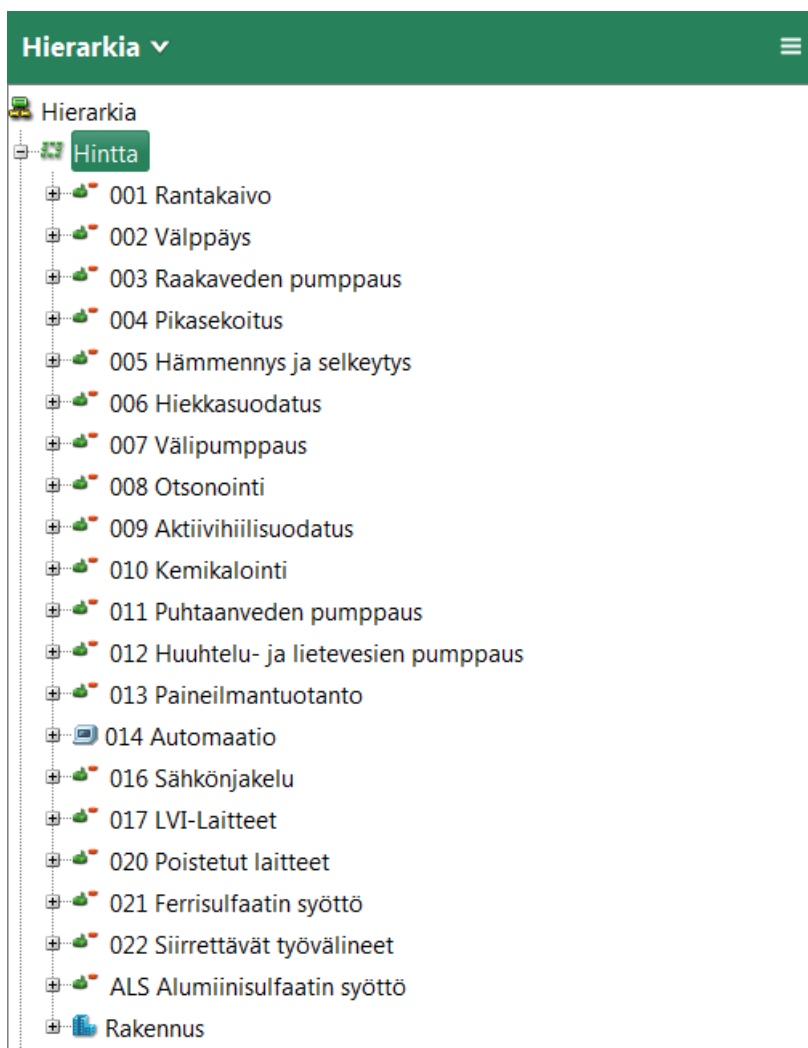 Hierarkia
Hierarkia
Hintta
001 Rantakaivo
002 Välppäys
003 Raakaveden pumppaus
004 Pikasekoitus
005 Hämmennys ja selkeytys
006 Hiekkasuodatus
007 Välipumppaus
008 Otsonointi
009 Aktiivihiilisuodatus
010 Kemikalointi
011 Puhtaanveden pumppaus
012 Huuhtelu- ja lietevesien pumppaus
013 Paineilmantuotanto
014 Automaatio
016 Sähkönjakelu
017 LVI-Laitteet
020 Poistetut laitteet
021 Ferrisulfaatin syöttö
022 Siirrettävät työvälineet
ALS Alumiinisulfaatin syöttö
Rakennus